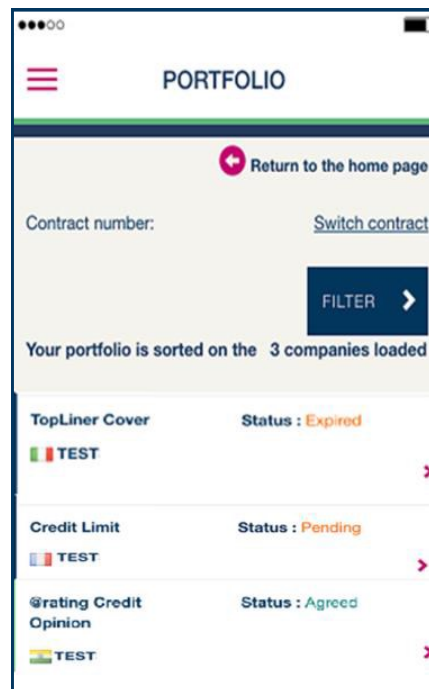 PORTFOLIO
Return to the home page
Contract number: Switch contract
FILTER
Your portfolio is sorted on the 3 companies loaded
TopLiner Cover Status : Expired
TEST
Credit Limit Status : Pending
TEST
@rating Credit Status : Agreed
Opinion
TEST